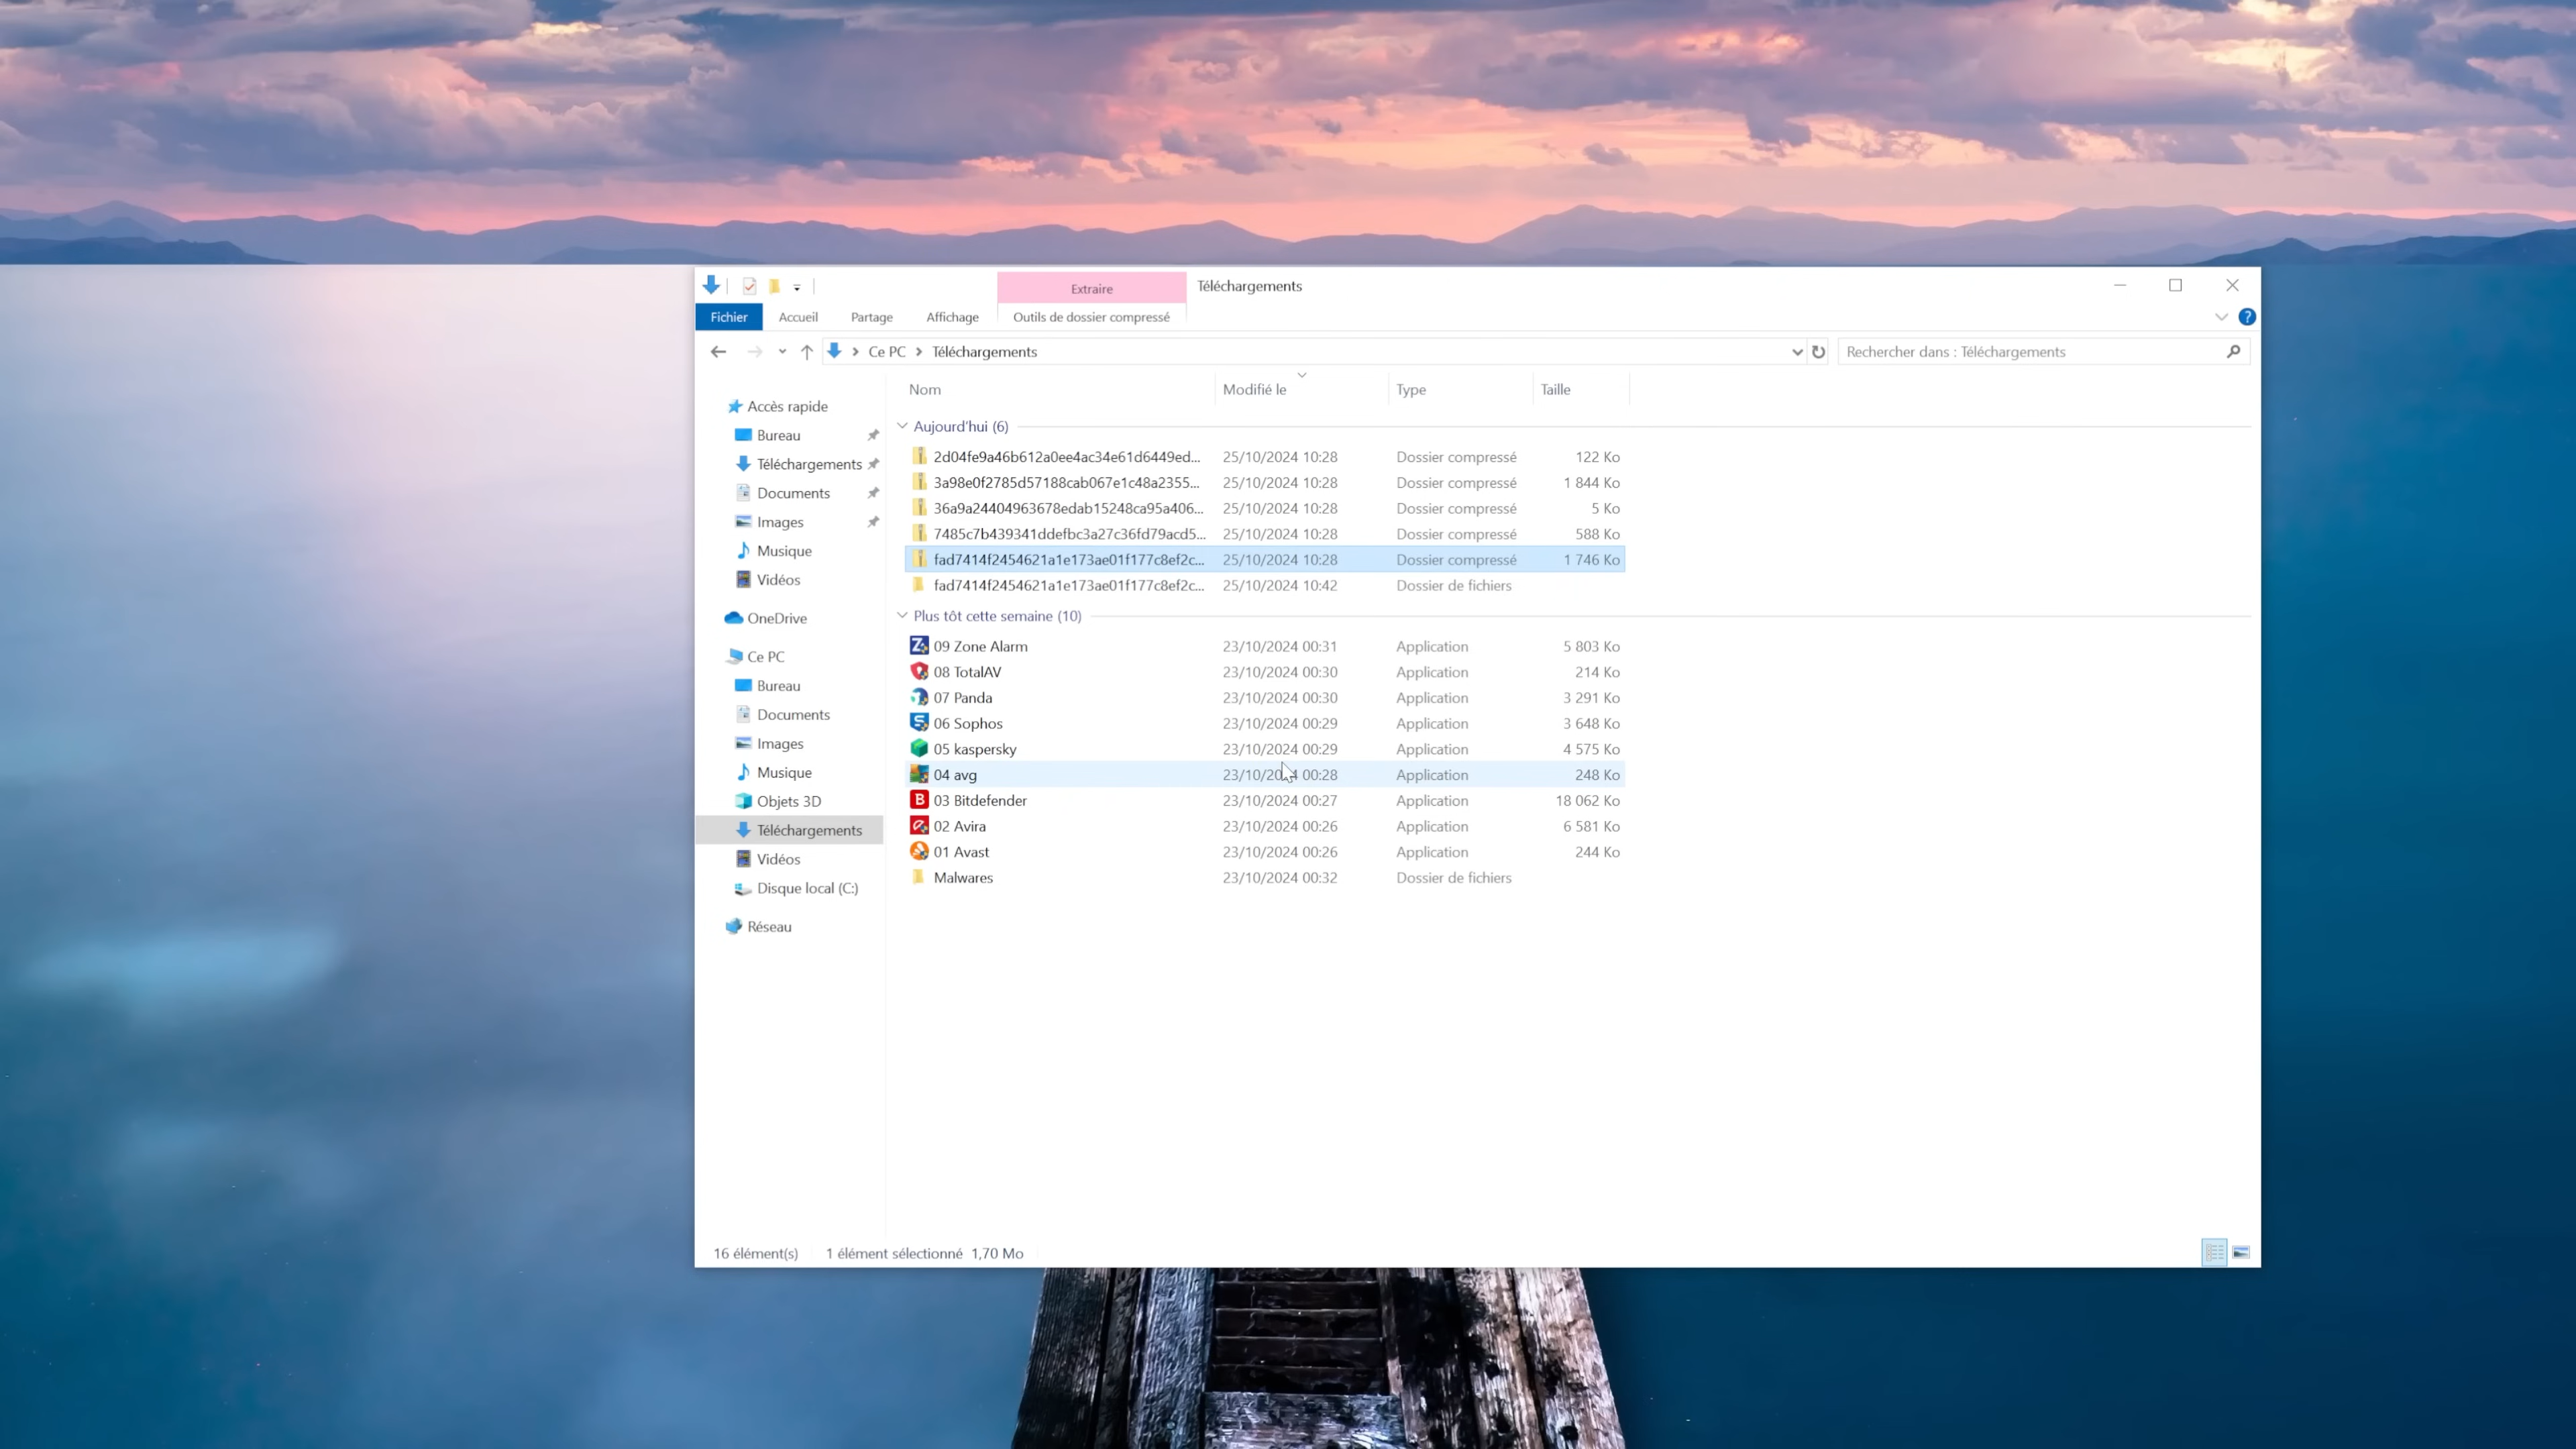 Extraire
Téléchargements
Fichier
Accueil
Partage
Affichage
Outils de dossier compressé
Ce PC
Téléchargements
Rechercher dans : Téléchargements
Nom
Modifié le
Type
Taille
Accès rapide
Bureau
Téléchargements
Documents
Images
Musique
Vidéos
OneDrive
Ce PC
Bureau
Documents
Images
Musique
Objets 3D
Téléchargements
Vidéos
Disque local (C:)
Réseau
Aujourd'hui (6)
2d04fe9a46b612a0ee4ac34e61d6449ed... 25/10/2024 10:28 Dossier compressé 122 Ko
3a98e0f2785d57188cab067e1c48a2355... 25/10/2024 10:28 Dossier compressé 1 844 Ko
36a9a24404963678edab15248ca95a406... 25/10/2024 10:28 Dossier compressé 5 Ko
7485c7b439341ddefbc3a27c36fd79acd5... 25/10/2024 10:28 Dossier compressé 588 Ko
fad7414f2454621a1e173ae01f177c8ef2c... 25/10/2024 10:28 Dossier compressé 1 746 Ko
fad7414f2454621a1e173ae01f177c8ef2c... 25/10/2024 10:42 Dossier de fichiers
Plus tôt cette semaine (10)
09 Zone Alarm 23/10/2024 00:31 Application 5 803 Ko
08 TotalAV 23/10/2024 00:30 Application 214 Ko
07 Panda 23/10/2024 00:30 Application 3 291 Ko
06 Sophos 23/10/2024 00:29 Application 3 648 Ko
05 kaspersky 23/10/2024 00:29 Application 4 575 Ko
04 avg 23/10/2024 00:28 Application 248 Ko
03 Bitdefender 23/10/2024 00:27 Application 18 062 Ko
02 Avira 23/10/2024 00:26 Application 6 581 Ko
01 Avast 23/10/2024 00:26 Application 244 Ko
Malwares 23/10/2024 00:32 Dossier de fichiers
16 élément(s) 1 élément sélectionné 1,70 Mo